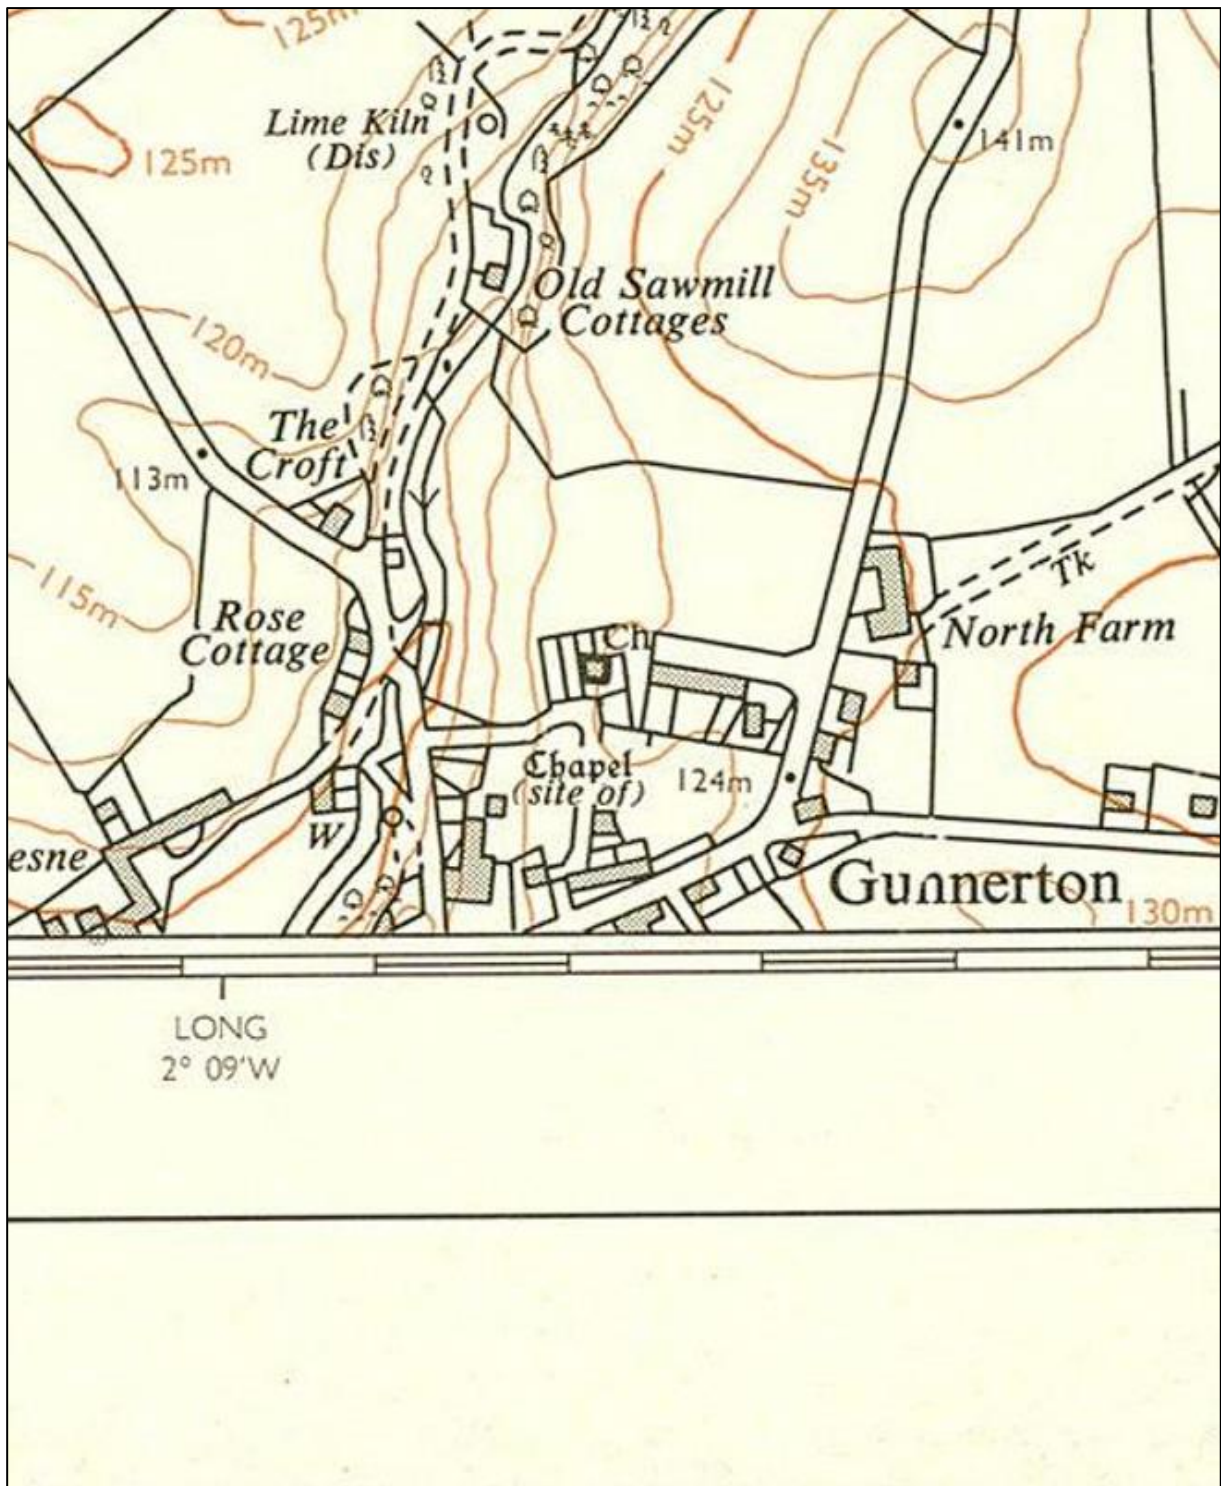 125m
Lime Kiln
(Dis)
125m
125m
141m
135m
Old Sawmill
Cottages
120m
The
Croft
113m
115m
Tk
Rose
Cottage
Ch
North Farm
Chapel
(site of)
124m
W
esne
Gunnerton
130m
LONG
2° 09'W